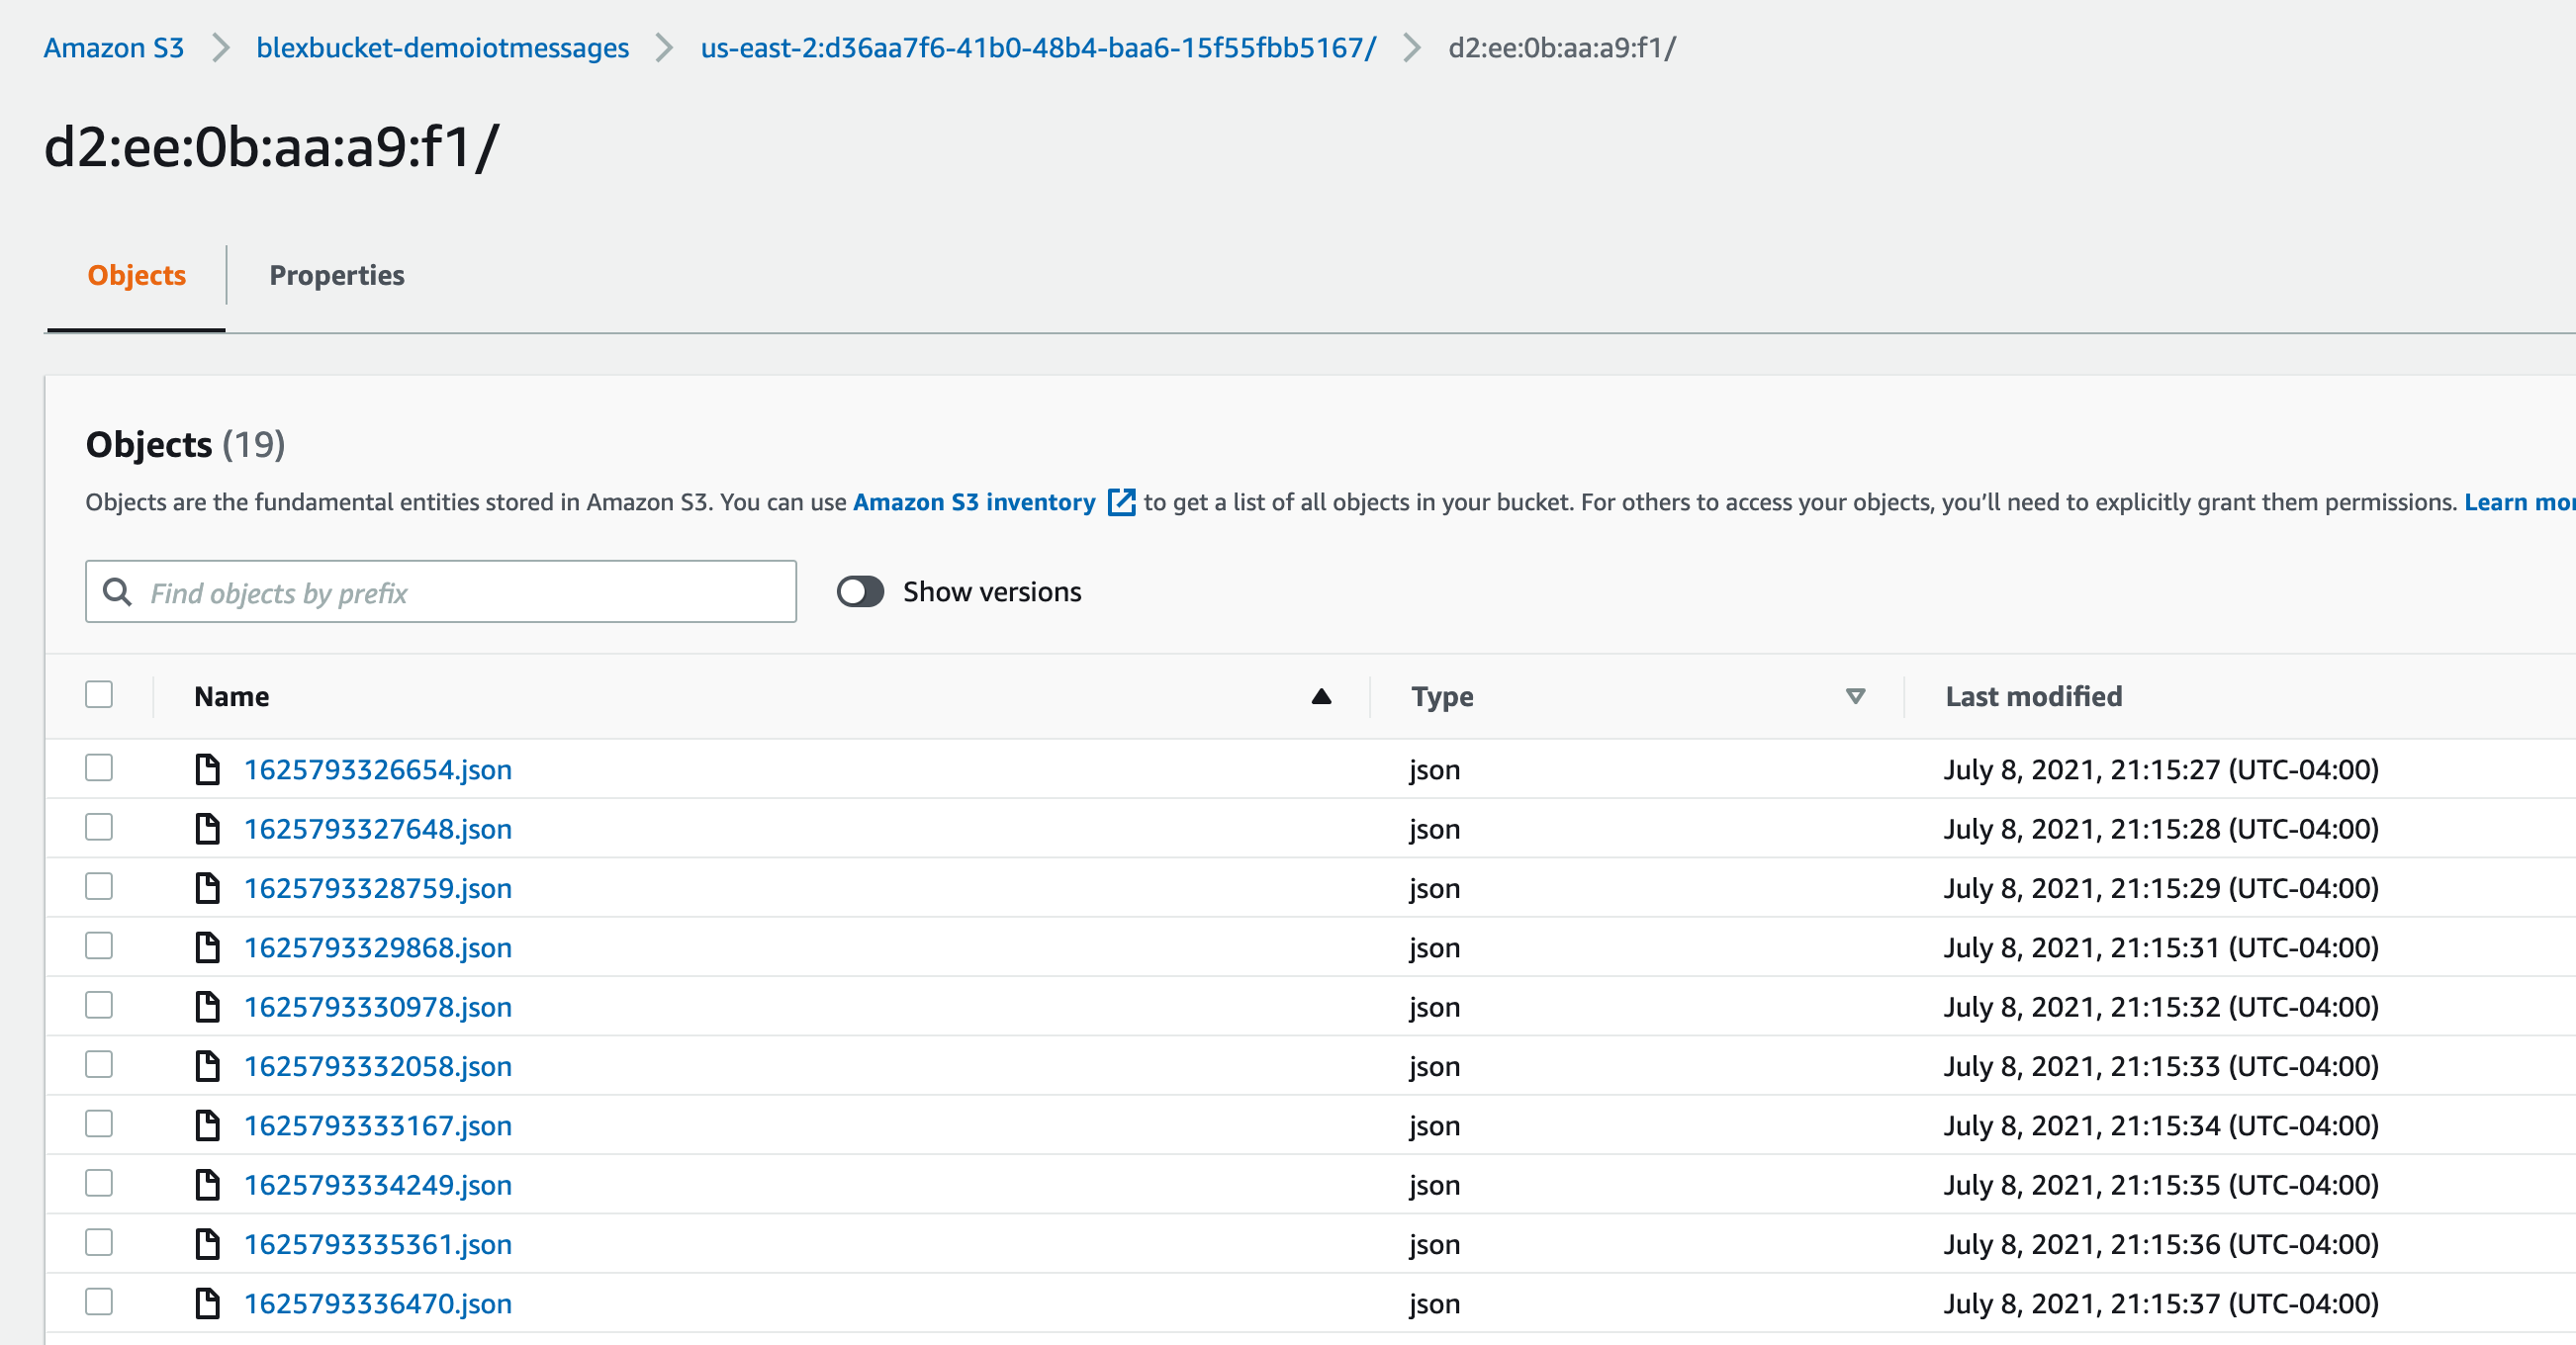 Amazon S3 > blexbucket-demoiotmessages > us-east-2:d36aa7f6-41b0-48b4-baa6-15f55fbb5167/ > d2:ee:0b:aa:a9:f1/
d2:ee:0b:aa:a9:f1/
Objects Properties
Objects (19)
Objects are the fundamental entities stored in Amazon S3. You can use Amazon S3 inventory to get a list of all objects in your bucket. For others to access your objects, you'll need to explicitly grant them permissions. Learn
Find objects by prefix Show versions
Name Type Last modified
1625793326654.json json July 8, 2021, 21:15:27 (UTC-04:00)
1625793327648.json json July 8, 2021, 21:15:28 (UTC-04:00)
1625793328759.json json July 8, 2021, 21:15:29 (UTC-04:00)
1625793329868.json json July 8, 2021, 21:15:31 (UTC-04:00)
1625793330978.json json July 8, 2021, 21:15:32 (UTC-04:00)
1625793332058.json json July 8, 2021, 21:15:33 (UTC-04:00)
1625793333167.json json July 8, 2021, 21:15:34 (UTC-04:00)
1625793334249.json json July 8, 2021, 21:15:35 (UTC-04:00)
1625793335361.json json July 8, 2021, 21:15:36 (UTC-04:00)
1625793336470.json json July 8, 2021, 21:15:37 (UTC-04:00)